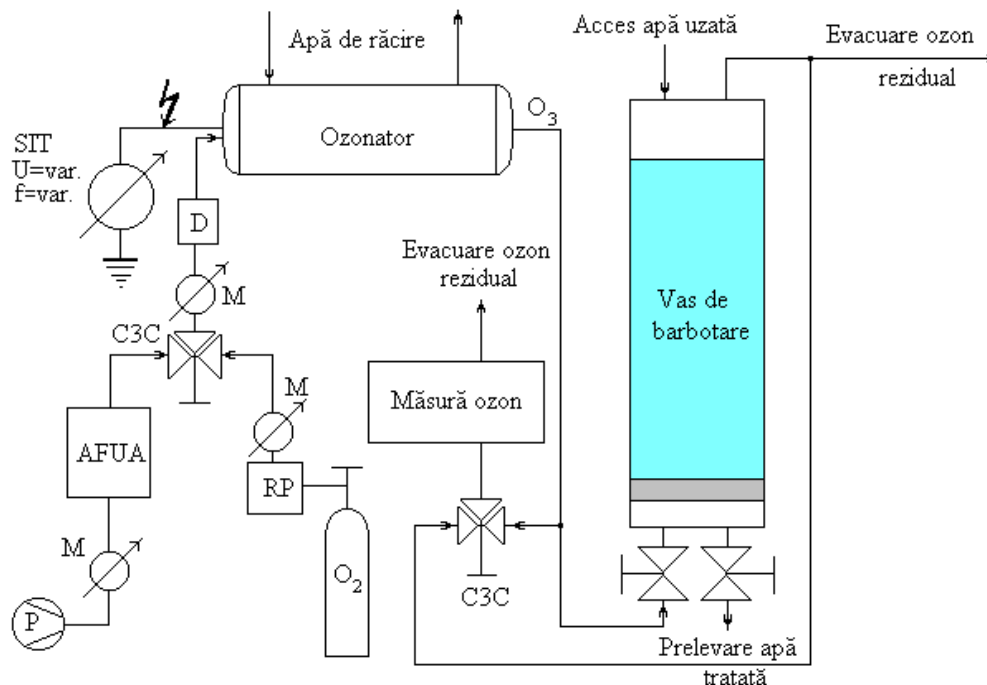 Apă de răcire
Acces apă uzată
Evacuare ozon
rezidual
SIT
U=var.
f=var.
Ozonator
O3
D
M
Evacuare ozon
rezidual
Vas de
barbotare
C3C
M
Măsură ozon
AFUA
RP
M
O2
C3C
P
Prelevare apă
tratată